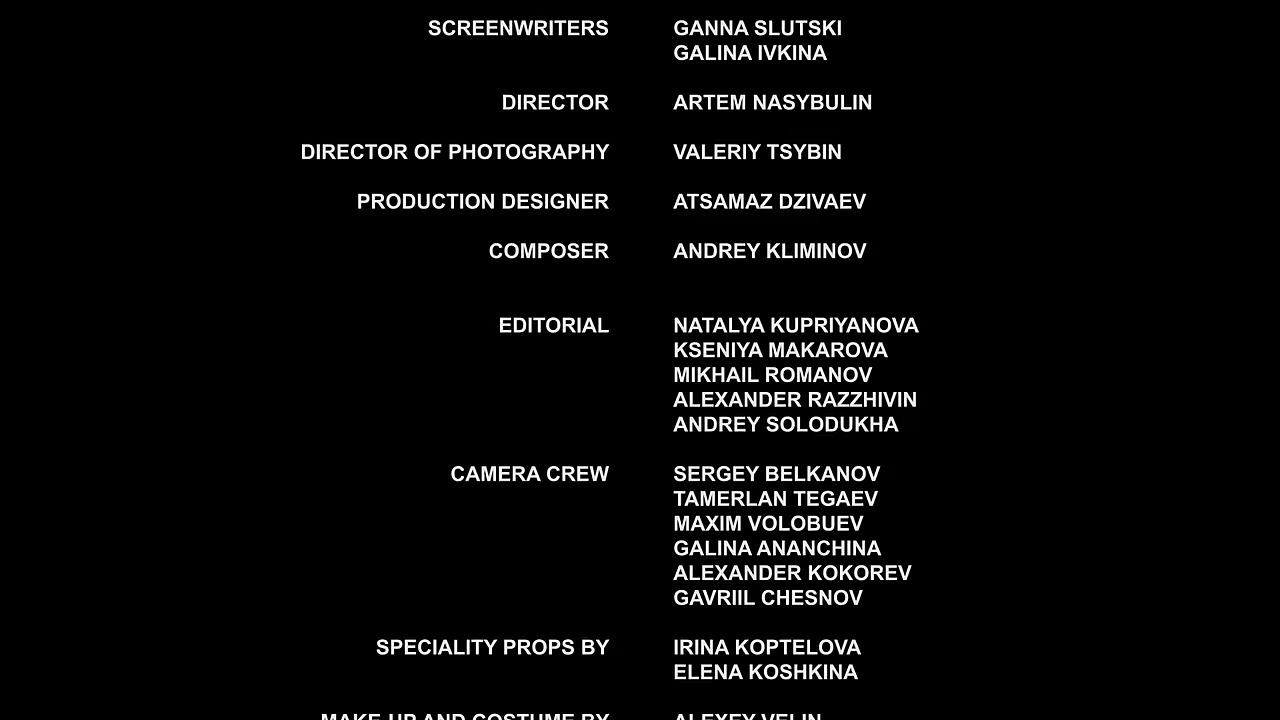 SCREENWRITERS GANNA SLUTSKI
GALINA IVKINA
DIRECTOR ARTEM NASYBULIN
DIRECTOR OF PHOTOGRAPHY VALERIY TSYBIN
PRODUCTION DESIGNER ATSAMAZ DZIVAEV
COMPOSER ANDREY KLIMINOV
EDITORIAL NATALYA KUPRIYANOVA
KSENIYA MAKAROVA
MIKHAIL ROMANOV
ALEXANDER RAZZHIVIN
ANDREY SOLODUKHA
CAMERA CREW SERGEY BELKANOV
TAMERLAN TEGAEV
MAXIM VOLOBUEV
GALINA ANANCHINA
ALEXANDER KOKOREV
GAVRIIL CHESNOV
SPECIALITY PROPS BY IRINA KOPTELOVA
ELENA KOSHKINA
MAKE-UP AND COSTUME BY ALEXEY VELIN